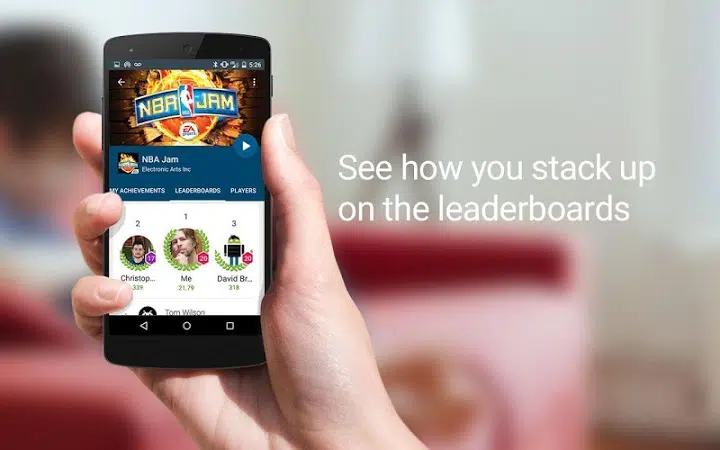 5:26
NBA JAM
EA SPORTS
NBA Jam
Electronic Arts Inc
MY ACHIEVEMENTS LEADERBOARDS PLAYERS
2 1 3
17 20 20
Christop... Me David Br...
339 21,79 318
Tom Wilson
See how you stack up
on the leaderboards